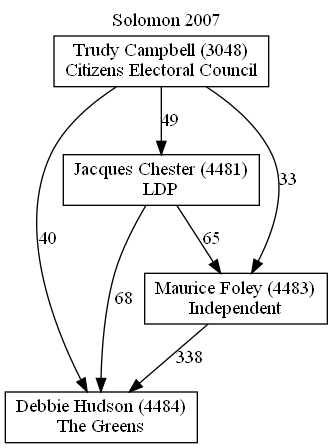 Solomon 2007
Trudy Campbell (3048)
Citizens Electoral Council
49
Jacques Chester (4481)
LDP
33
40
68
65
Maurice Foley (4483)
Independent
338
Debbie Hudson (4484)
The Greens